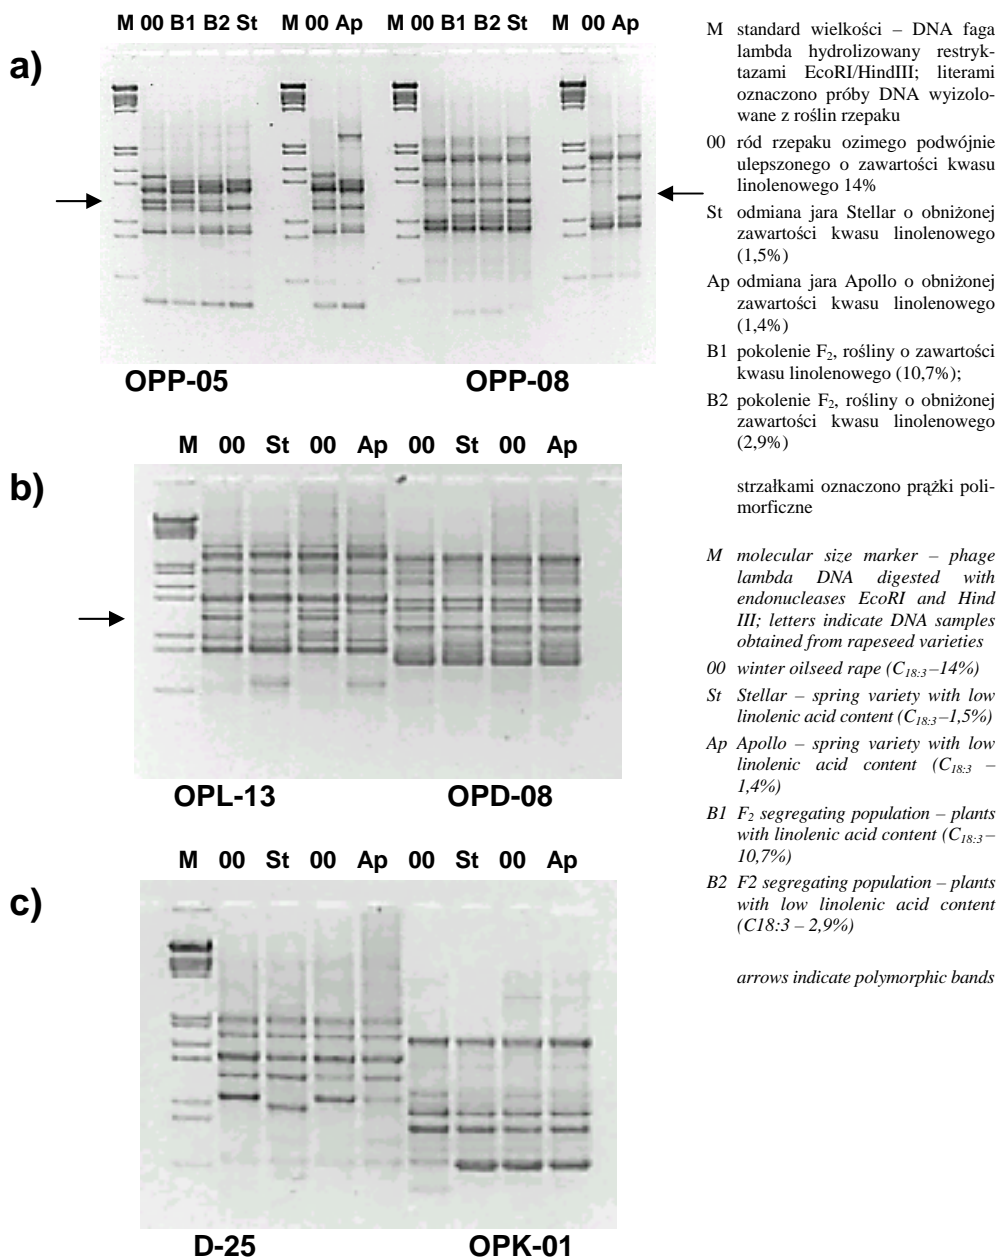 M 00 B1 B2 St M 00 Ap M 00 B1 B2 St M 00 Ap
a)
OPP-05 OPP-08
M 00 St 00 Ap 00 St 00 Ap
b)
OPL-13 OPD-08
M 00 St 00 Ap 00 St 00 Ap
c)
D-25 OPK-01
M standard wielkości – DNA faga
lambda hydrolizowany restryk-
tazami EcoRI/HindIII; literami
oznaczono próby DNA wyizolo-
wane z roślin rzepaku
00 ród rzepaku ozimego podwójnie
ulepszonego o zawartości kwasu
linolenowego 14%
St odmiana jara Stellar o obniżonej
zawartości kwasu linolenowego
(1,5%)
Ap odmiana jara Apollo o obniżonej
zawartości kwasu linolenowego
(1,4%)
B1 pokolenie F2, rośliny o zawartości
kwasu linolenowego (10,7%);
B2 pokolenie F2, rośliny o obniżonej
zawartości kwasu linolenowego
(2,9%)
strzałkami oznaczono prążki poli-
morficzne
M molecular size marker – phage
lambda DNA digested with
endonucleases EcoRI and Hind
III; letters indicate DNA samples
obtained from rapeseed varieties
00 winter oilseed rape (C18:3 –14%)
St Stellar – spring variety with low
linolenic acid content (C18:3–1,5%)
Ap Apollo – spring variety with low
linolenic acid content (C18:3 –
1,4%)
B1 F2 segregating population – plants
with linolenic acid content (C18:3 –
10,7%)
B2 F2 segregating population – plants
with low linolenic acid content
(C18:3 – 2,9%)
arrows indicate polymorphic bands